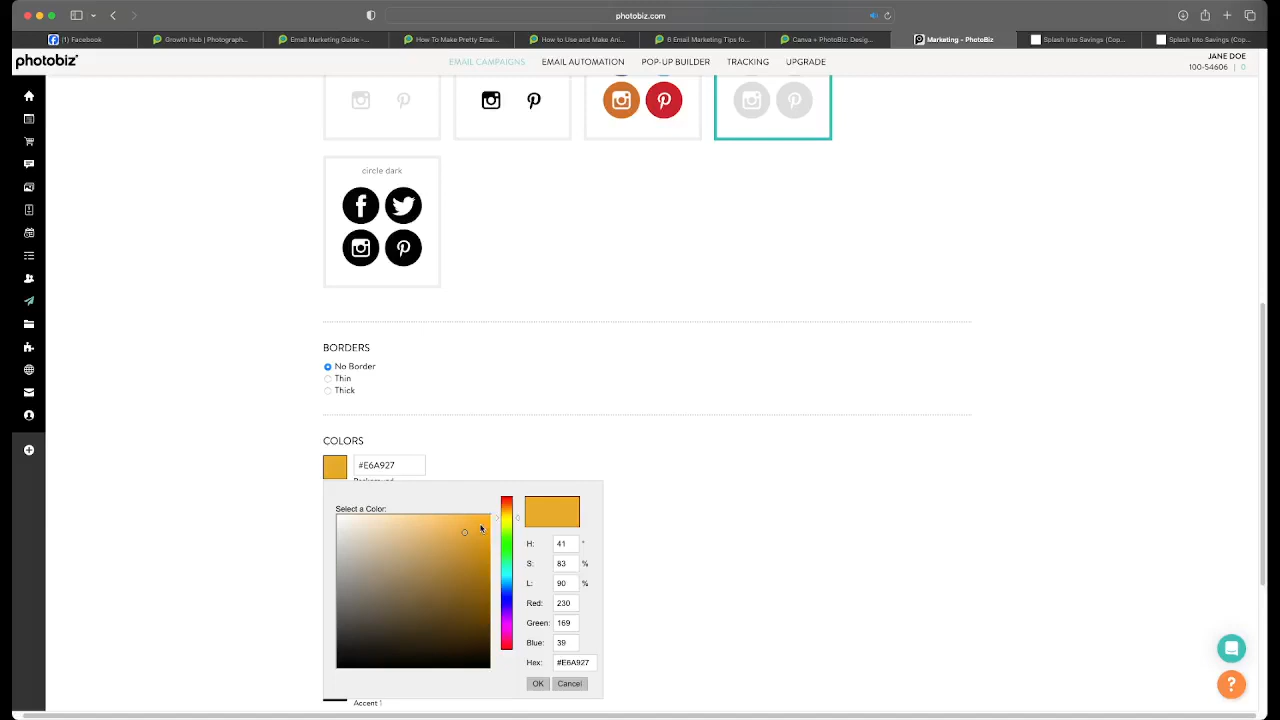 photobiz.com
(1) Facebook
Growth Hub | Photograph...
Email Marketing Guide -...
How To Make Pretty Emai...
How to Use and Make Ani...
6 Email Marketing Tips fo...
Canva + PhotoBiz: Desig...
Marketing - PhotoBiz
Splash Into Savings (Cop...
Splash Into Savings (Cop...
photobiz
EMAIL CAMPAIGNS
EMAIL AUTOMATION
POP-UP BUILDER
TRACKING
UPGRADE
JANE DOE
100-54606 | 0
circle dark
BORDERS
No Border
Thin
Thick
COLORS
#E6A927
Background
Select a Color:
H: 41 °
S: 83 %
L: 90 %
Red: 230
Green: 169
Blue: 39
Hex: #E6A927
OK Cancel
Accent 1
?